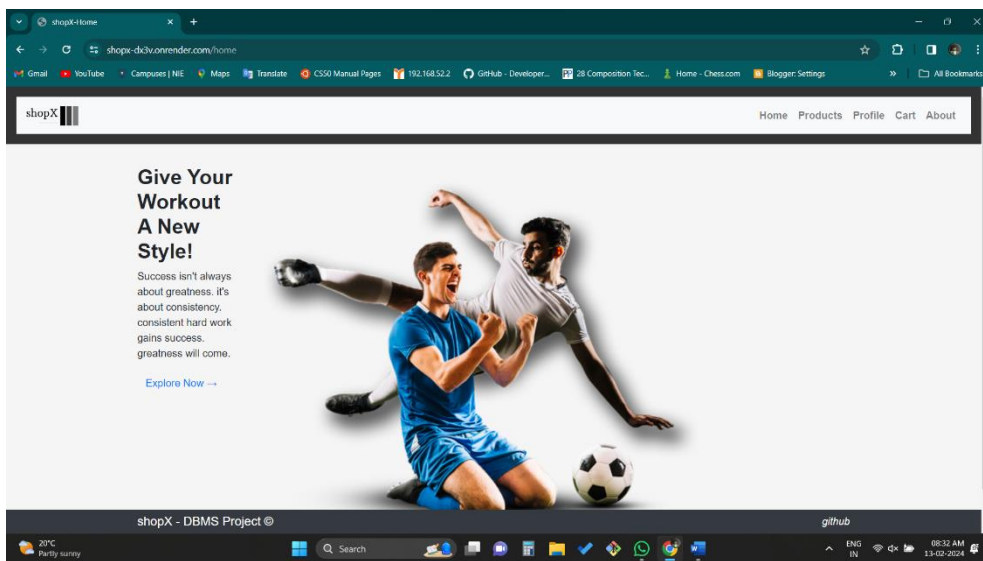 shopX-Home
shopx-dx3v.onrender.com/home
Gmail YouTube Campuses | NIE Maps Translate CS50 Manual Pages 192.168.52.2 GitHub - Developer... 28 Composition Tec... Home - Chess.com Blogger: Settings » All Bookmarks
shopX Home Products Profile Cart About
Give Your
Workout
A New
Style!
Success isn't always
about greatness. it's
about consistency.
consistent hard work
gains success.
greatness will come.
Explore Now →
shopX - DBMS Project © github
20°C Search ENG 08:32 AM
Partly sunny IN 13-02-2024